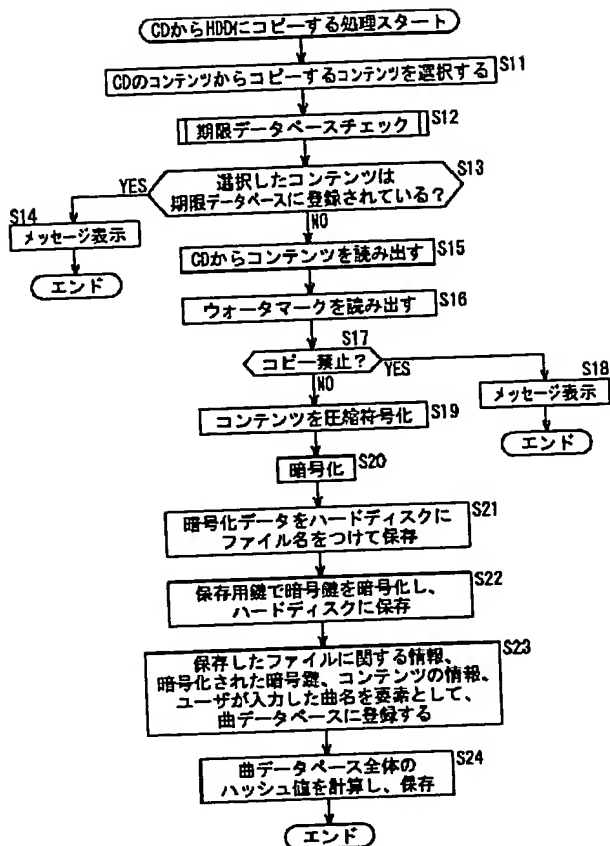 CDからHDDにコピーする処理スタート
CDのコンテンツからコピーするコンテンツを選択する
S11
期限データベースチェック
S12
選択したコンテンツは
期限データベースに登録されている?
S13
YES
NO
S14
メッセージ表示
エンド
CDからコンテンツを読み出す
S15
ウォータマークを読み出す
S16
S17
コピー禁止?
YES
NO
S18
メッセージ表示
エンド
コンテンツを圧縮符号化
S19
暗号化
S20
暗号化データをハードディスクに
ファイル名をつけて保存
S21
保存用鍵で暗号鍵を暗号化し、
ハードディスクに保存
S22
保存したファイルに関する情報、
暗号化された暗号鍵、コンテンツの情報、
ユーザが入力した曲名を要素として、
曲データベースに登録する
S23
曲データベース全体の
ハッシュ値を計算し、保存
S24
エンド